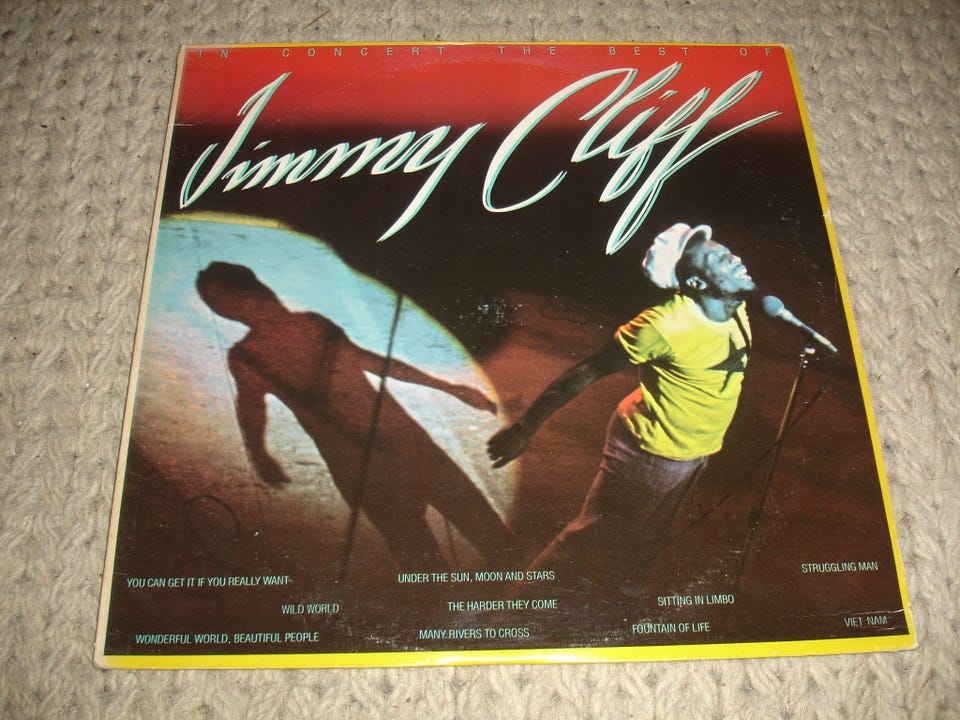 IN CONCERT THE BEST OF
Jimmy Cliff
YOU CAN GET IT IF YOU REALLY WANT
UNDER THE SUN, MOON AND STARS
STRUGGLING MAN
WILD WORLD
THE HARDER THEY COME
SITTING IN LIMBO
WONDERFUL WORLD, BEAUTIFUL PEOPLE
MANY RIVERS TO CROSS
FOUNTAIN OF LIFE
VIET NAM